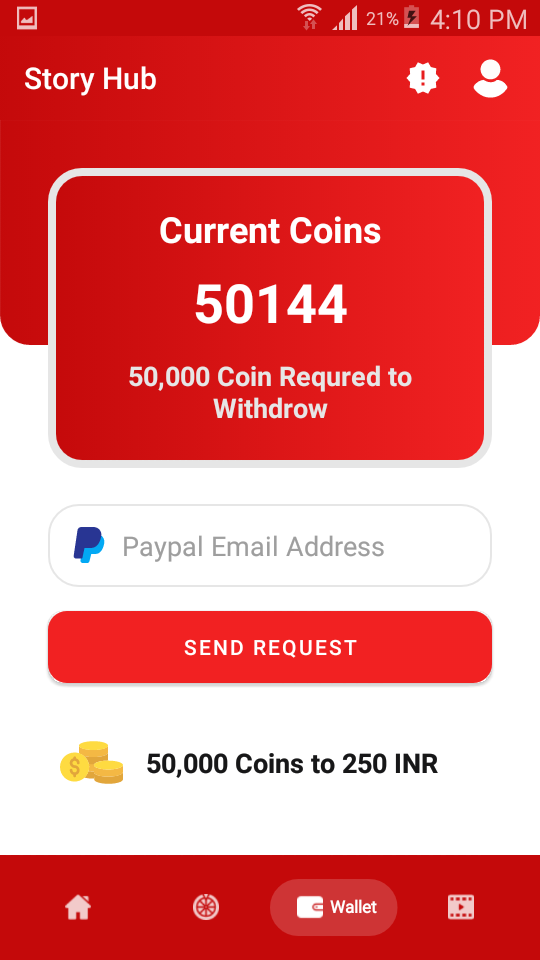 21% 4:10 PM
Story Hub
Current Coins
50144
50,000 Coin Requred to
Withdrow
Paypal Email Address
SEND REQUEST
$ 50,000 Coins to 250 INR
Wallet